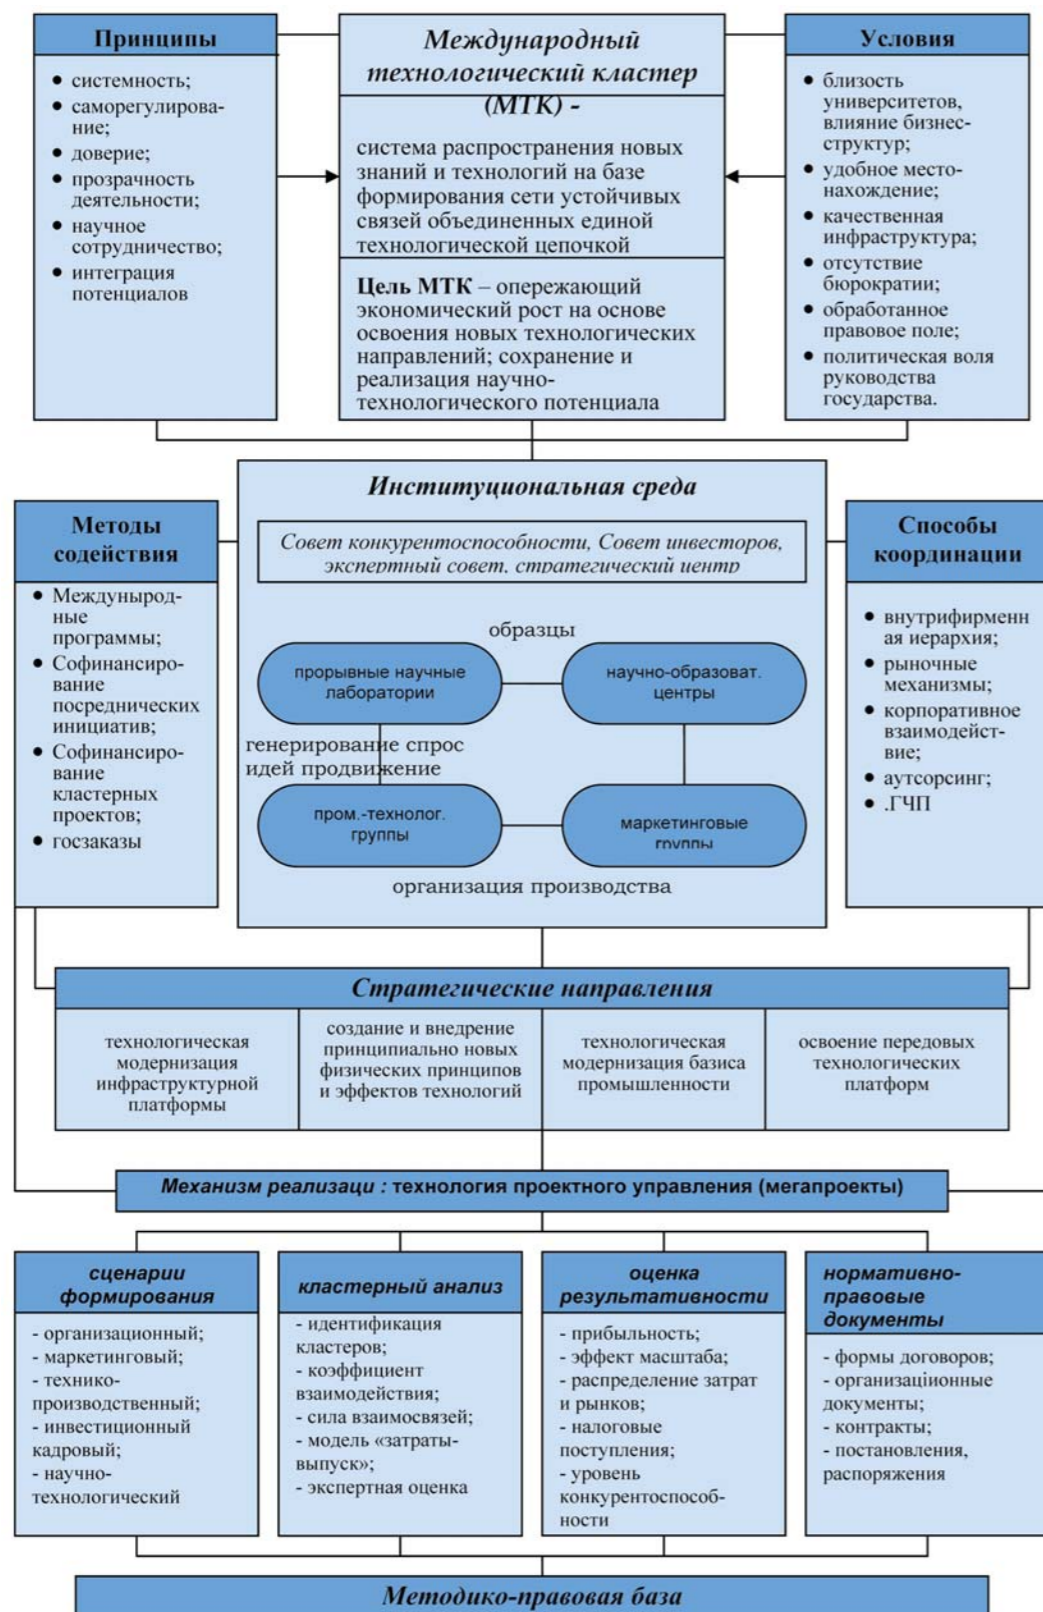 Принципы
• системность;
• саморегулирова-
ние;
• доверие;
• прозрачность
деятельности;
• научное
сотрудничество;
• интеграция
потенциалов
Международный
технологический кластер
(МТК) -
система распространения новых
знаний и технологий на базе
формирования сети устойчивых
связей объединенных единой
технологической цепочкой
Цель МТК – опережающий
экономический рост на основе
освоения новых технологических
направлений; сохранение и
реализация научно-
технологического потенциала
Условия
• близость
университетов,
влияние бизнес-
структур;
• удобное место-
нахождение;
• качественная
инфраструктура;
• отсутствие
бюрократии;
• обработанное
правовое поле;
• политическая воля
руководства
государства.
Методы
содействия
• Междунырод-
ные
программы;
• Софинансиро-
вание
посреднических
инициатив;
• Софинансиро-
вание
кластерных
проектов;
• госзаказы
Институциональная среда
Совет конкурентоспособности, Совет инвесторов,
экспертный совет, стратегический центр
образцы
прорывные научные
лаборатории
научно-образоват.
центры
генерирование спрос
идей продвижение
пром.-технолог.
группы
маркетинговые
группы
организация производства
Способы
координации
• внутрифирмен
ная иерархия;
• рыночные
механизмы;
• корпоративное
взаимодейст-
вие;
• аутсорсинг;
• .ГЧП
Стратегические направления
технологическая
модернизация
инфраструктурной
платформы
создание и внедрение
принципиально новых
физических принципов
и эффектов технологий
технологическая
модернизация базиса
промышленности
освоение передовых
технологических
платформ
Механизм реализаци : технология проектного управления (мегапроекты)
сценарии
формирования
- организационный;
- маркетинговый;
- технико-
производственный;
- инвестиционный
кадровый;
- научно-
технологический
кластерный анализ
- идентификация
кластеров;
- коэффициент
взаимодействия;
- сила взаимосвязей;
- модель «затраты-
выпуск»;
- экспертная оценка
оценка
результативности
- прибыльность;
- эффект масштаба;
- распределение затрат
и рынков;
- налоговые
поступления;
- уровень
конкурентоспособ-
ности
нормативно-
правовые
документы
- формы договоров;
- организаціионные
документы;
- контракты;
- постановления,
распоряжения
Методико-правовая база